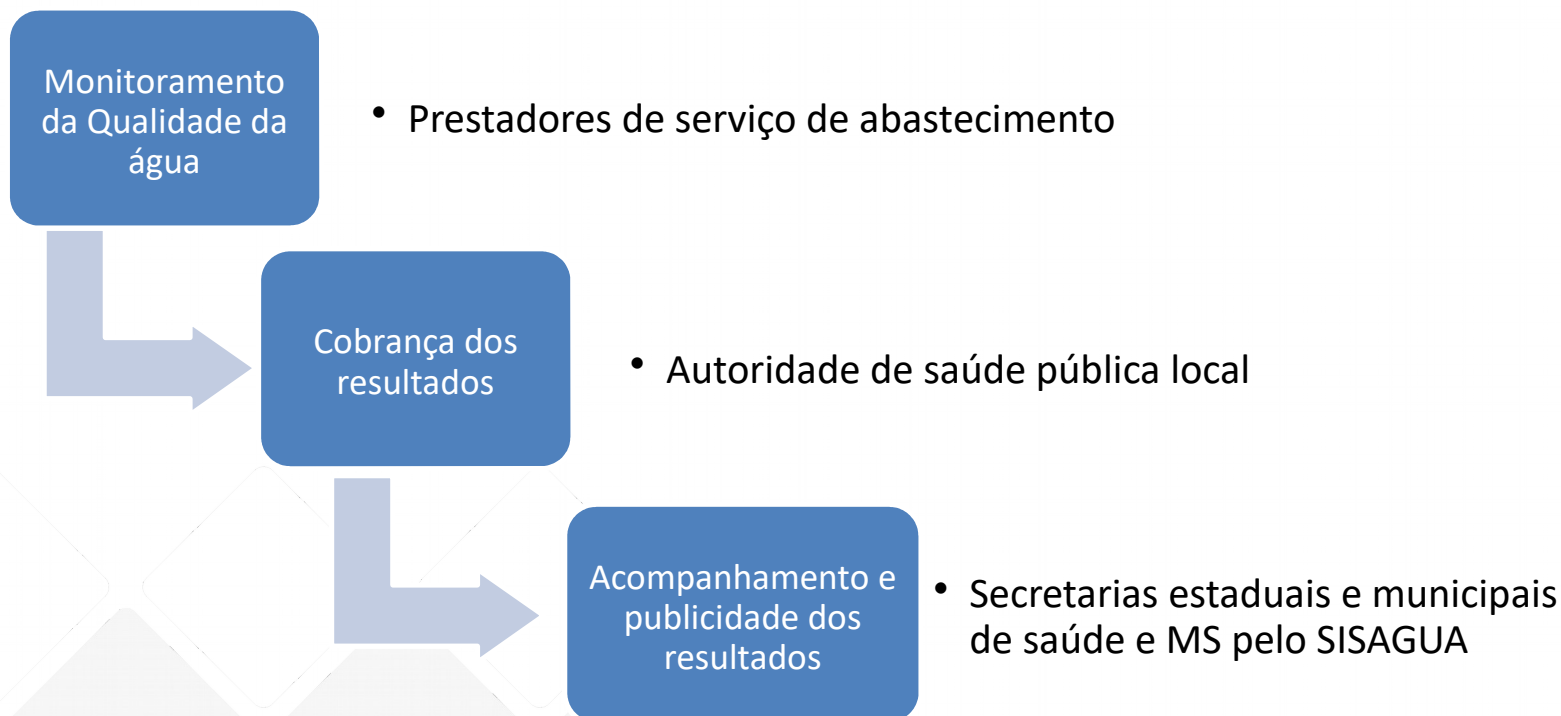 Monitoramento
da Qualidade da
água
• Prestadores de serviço de abastecimento
Cobrança dos
resultados
• Autoridade de saúde pública local
Acompanhamento e
publicidade dos
resultados
• Secretarias estaduais e municipais
de saúde e MS pelo SISAGUA